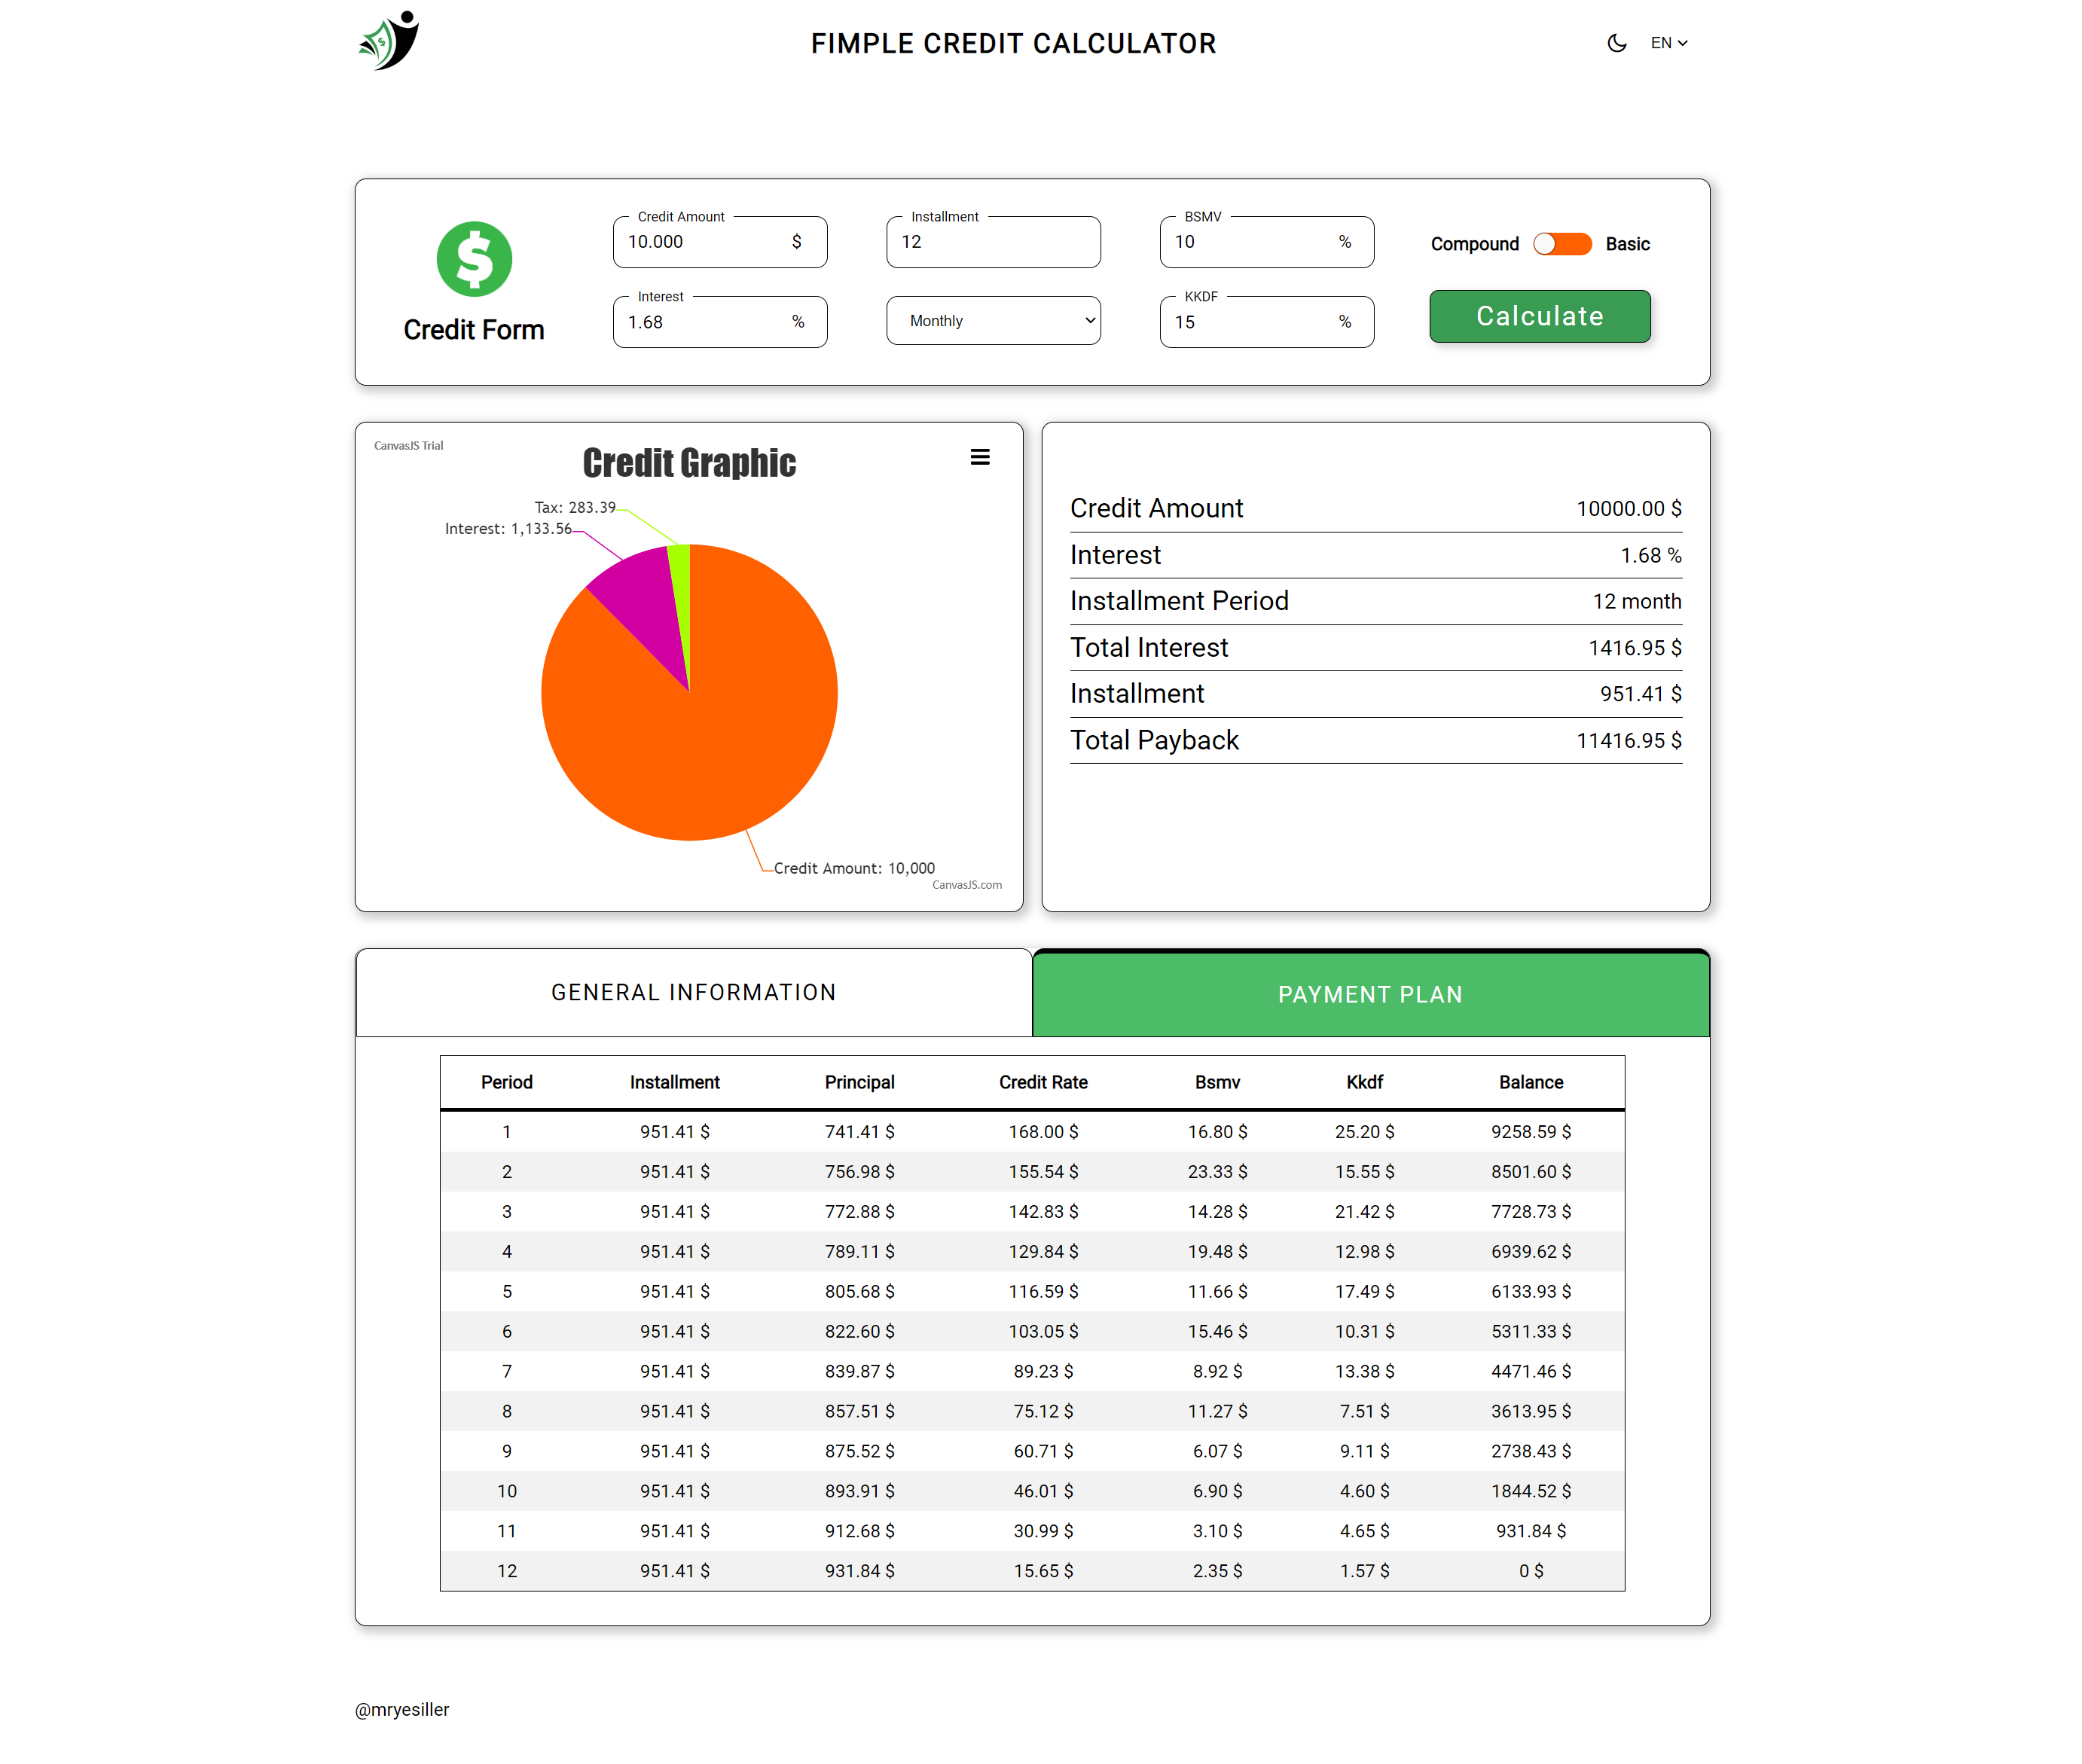 FIMPLE CREDIT CALCULATOR
EN
Credit Form
Credit Amount
10.000 $
Installment
12
BSMV
10 %
Compound Basic
Interest
1.68 %
Monthly
KKDF
15 %
Calculate
CanvasJS Trial
Credit Graphic
Tax: 283.39
Interest: 1,133.56
Credit Amount: 10,000
CanvasJS.com
Credit Amount 10000.00 $
Interest 1.68 %
Installment Period 12 month
Total Interest 1416.95 $
Installment 951.41 $
Total Payback 11416.95 $
GENERAL INFORMATION PAYMENT PLAN
Period Installment Principal Credit Rate Bsmv Kkdf Balance
1 951.41 $ 741.41 $ 168.00 $ 16.80 $ 25.20 $ 9258.59 $
2 951.41 $ 756.98 $ 155.54 $ 23.33 $ 15.55 $ 8501.60 $
3 951.41 $ 772.88 $ 142.83 $ 14.28 $ 21.42 $ 7728.73 $
4 951.41 $ 789.11 $ 129.84 $ 19.48 $ 12.98 $ 6939.62 $
5 951.41 $ 805.68 $ 116.59 $ 11.66 $ 17.49 $ 6133.93 $
6 951.41 $ 822.60 $ 103.05 $ 15.46 $ 10.31 $ 5311.33 $
7 951.41 $ 839.87 $ 89.23 $ 8.92 $ 13.38 $ 4471.46 $
8 951.41 $ 857.51 $ 75.12 $ 11.27 $ 7.51 $ 3613.95 $
9 951.41 $ 875.52 $ 60.71 $ 6.07 $ 9.11 $ 2738.43 $
10 951.41 $ 893.91 $ 46.01 $ 6.90 $ 4.60 $ 1844.52 $
11 951.41 $ 912.68 $ 30.99 $ 3.10 $ 4.65 $ 931.84 $
12 951.41 $ 931.84 $ 15.65 $ 2.35 $ 1.57 $ 0 $
@mryesiller